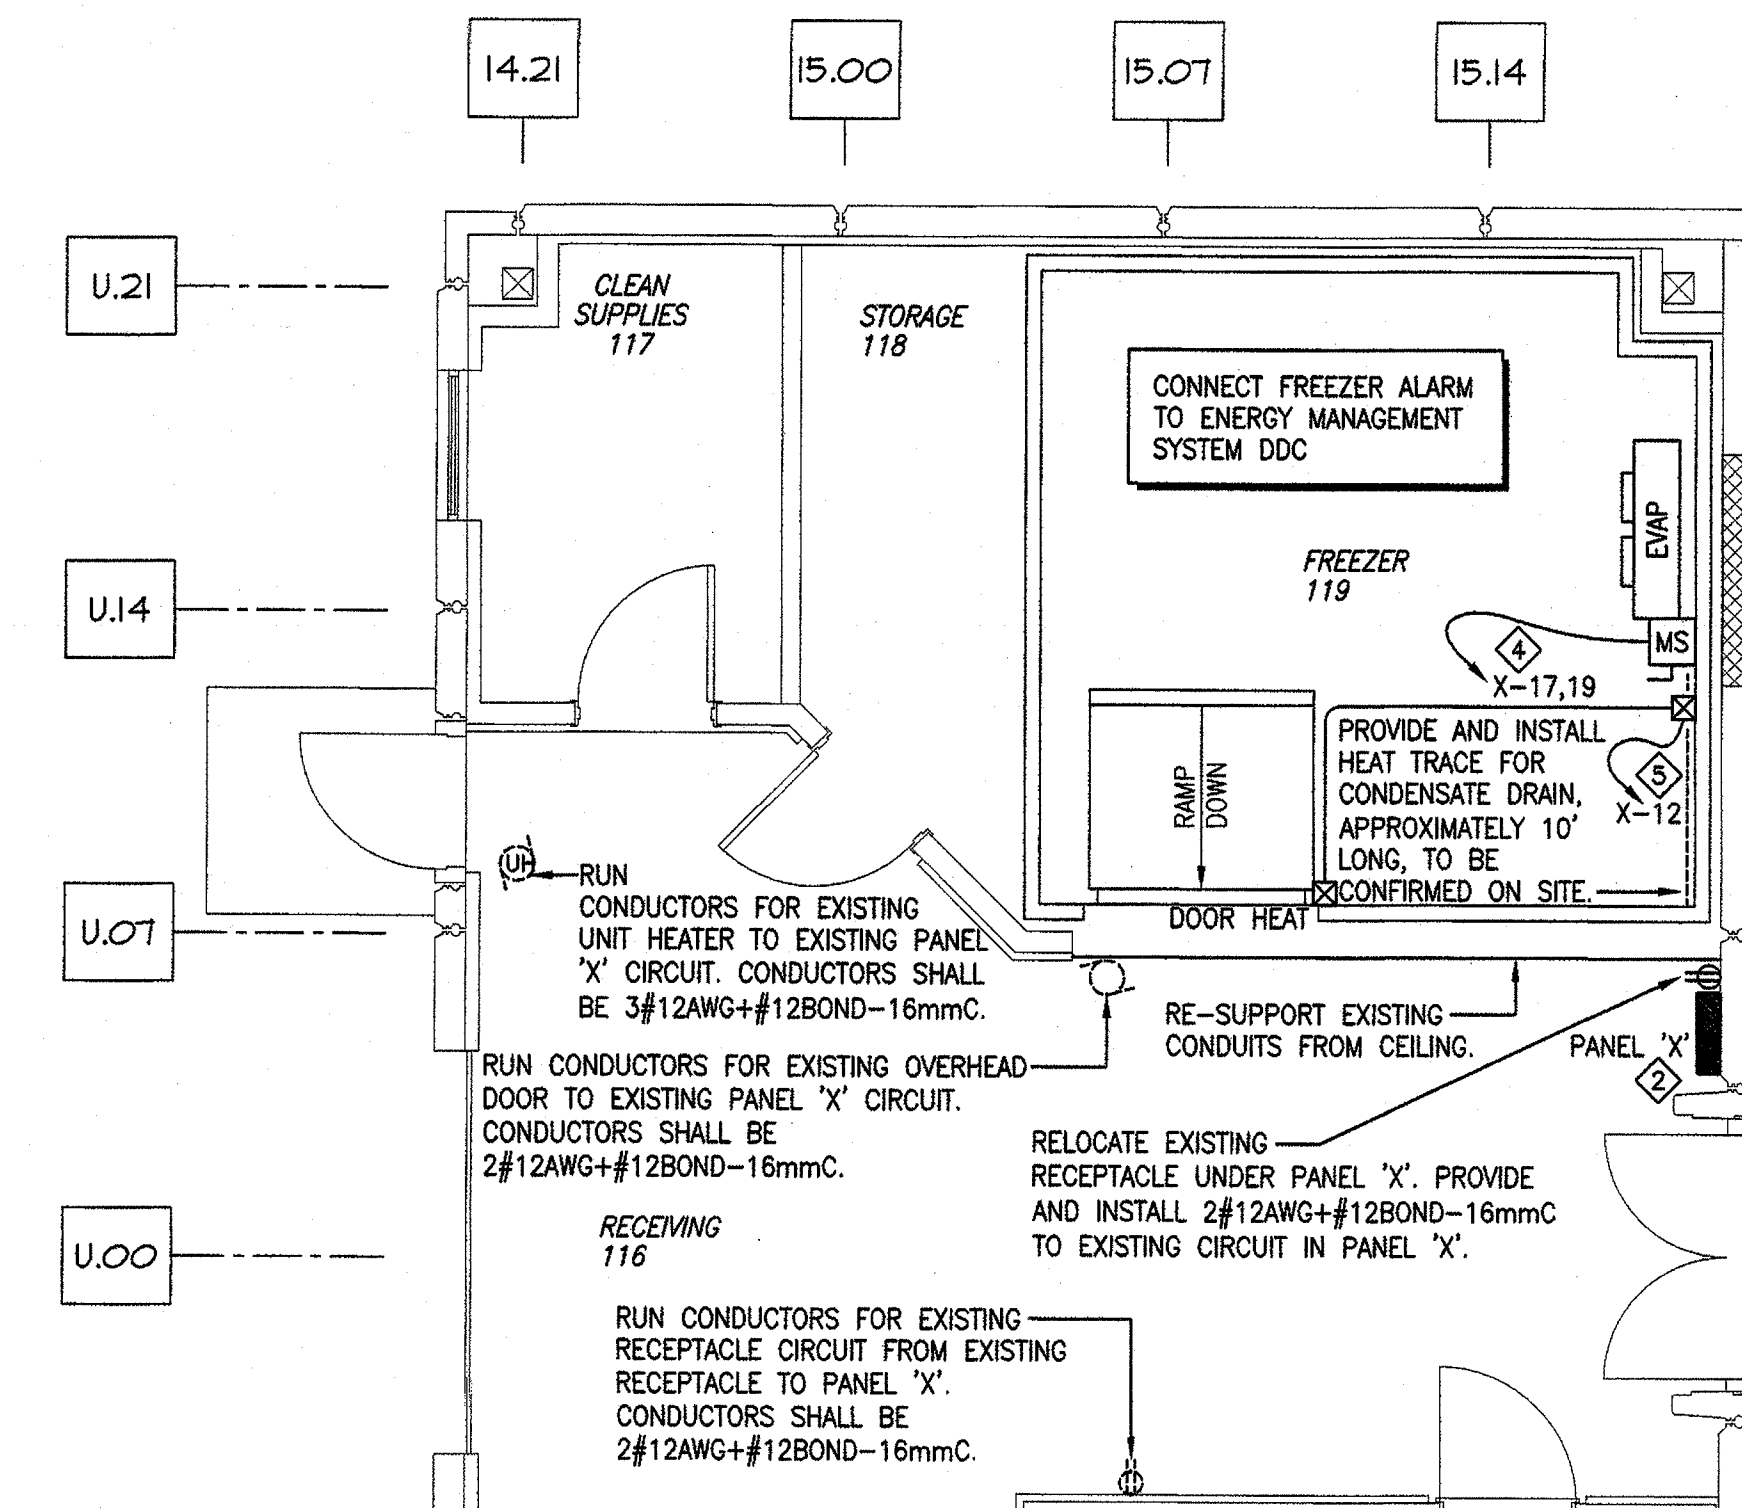 14.21
15.00
15.07
15.14
U.21
U.14
U.07
U.00
CLEAN
SUPPLIES
117
STORAGE
118
CONNECT FREEZER ALARM
TO ENERGY MANAGEMENT
SYSTEM DDC
EVAP
FREEZER
119
MS
4
X-17,19
RAMP
DOWN
PROVIDE AND INSTALL
HEAT TRACE FOR
CONDENSATE DRAIN,
APPROXIMATELY 10'
LONG, TO BE
CONFIRMED ON SITE.
5
X-12
DOOR HEAT
UH
RUN
CONDUCTORS FOR EXISTING
UNIT HEATER TO EXISTING PANEL
'X' CIRCUIT. CONDUCTORS SHALL
BE 3#12AWG+#12BOND-16mmC.
RE-SUPPORT EXISTING
CONDUITS FROM CEILING.
PANEL 'X'
2
RUN CONDUCTORS FOR EXISTING OVERHEAD
DOOR TO EXISTING PANEL 'X' CIRCUIT.
CONDUCTORS SHALL BE
2#12AWG+#12BOND-16mmC.
RELOCATE EXISTING
RECEPTACLE UNDER PANEL 'X'. PROVIDE
AND INSTALL 2#12AWG+#12BOND-16mmC
TO EXISTING CIRCUIT IN PANEL 'X'.
RECEIVING
116
RUN CONDUCTORS FOR EXISTING
RECEPTACLE CIRCUIT FROM EXISTING
RECEPTACLE TO PANEL 'X'.
CONDUCTORS SHALL BE
2#12AWG+#12BOND-16mmC.